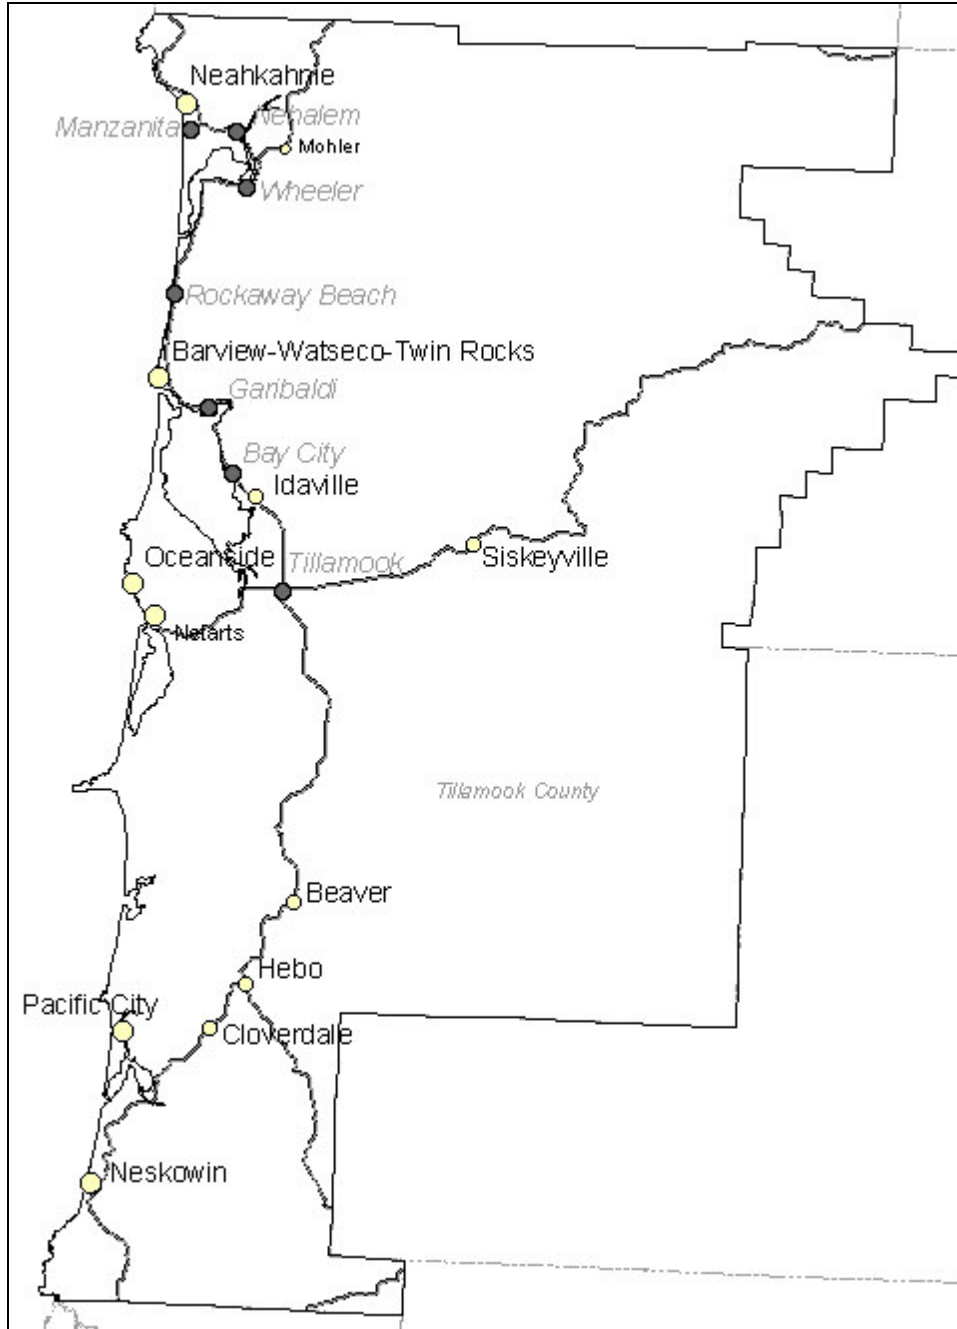 Neahkahnie
Nehalem
Manzanita
Mohler
Wheeler
Rockaway Beach
Barview-Watseco-Twin Rocks
Garibaldi
Bay City
Idaville
Oceanside
Tillamook
Siskeyville
Netarts
Tillamook County
Beaver
Hebo
Pacific City
Cloverdale
Neskowin